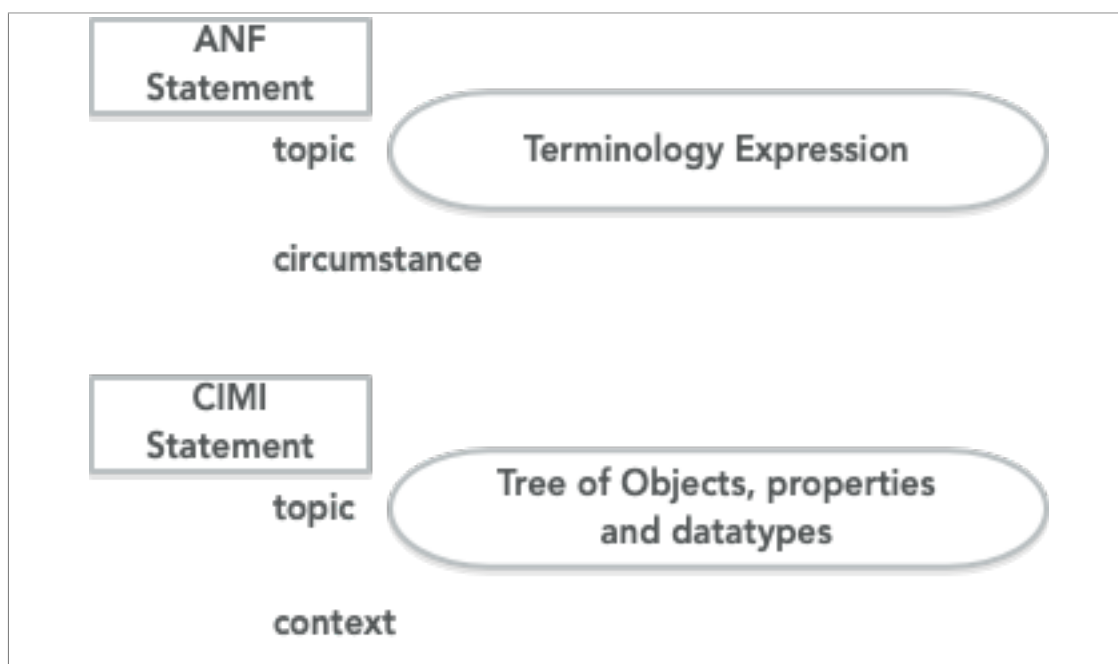 ANF
Statement
topic
Terminology Expression
circumstance
CIMI
Statement
topic
Tree of Objects, properties
and datatypes
context